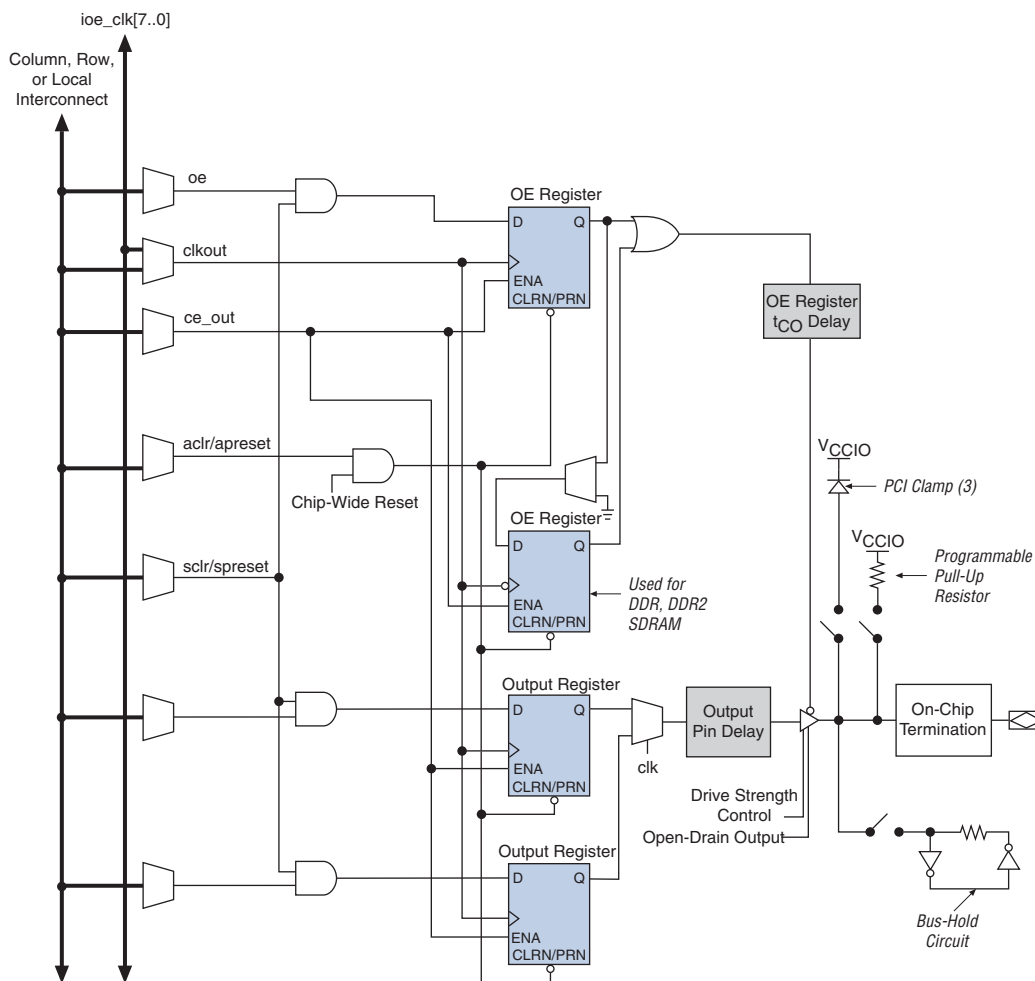 ioe_clk[7..0]
Column, Row,
or Local
Interconnect
oe
OE Register
D
Q
clkout
ENA
CLRN/PRN
ce_out
OE Register
tCO Delay
aclr/apreset
Chip-Wide Reset
VCCIO
PCI Clamp (3)
OE Register
D
Q
VCCIO
Programmable
Pull-Up
Resistor
sclr/spreset
ENA
CLRN/PRN
Used for
DDR, DDR2
SDRAM
Output Register
D
Q
ENA
CLRN/PRN
clk
Output
Pin Delay
On-Chip
Termination
Drive Strength
Control
Open-Drain Output
Output Register
D
Q
ENA
CLRN/PRN
Bus-Hold
Circuit